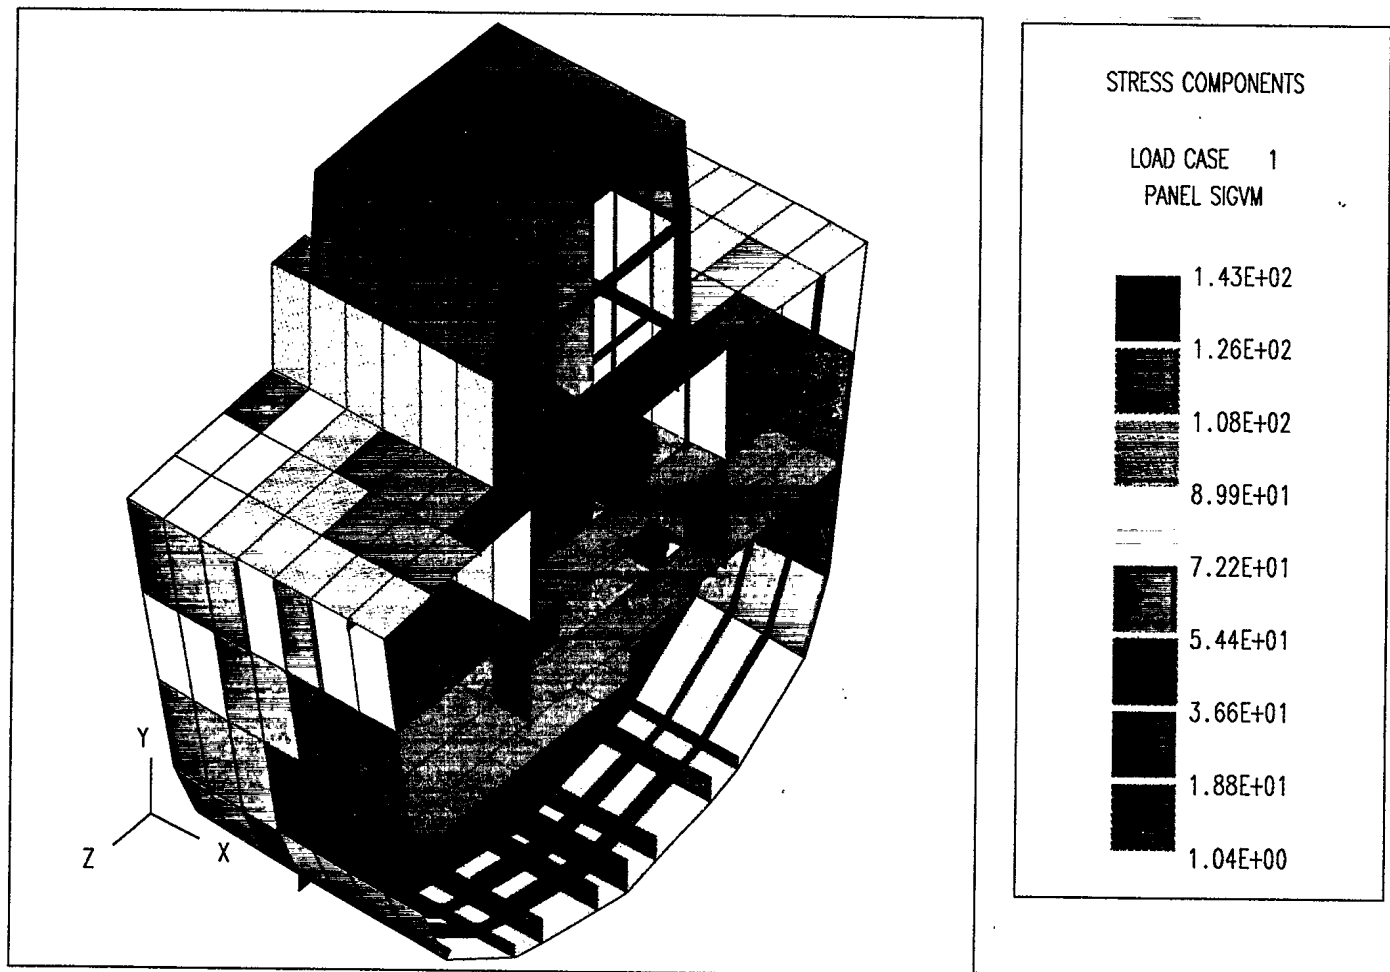 STRESS COMPONENTS
LOAD CASE 1
PANEL SIGVM
1.43E+02
1.26E+02
1.08E+02
8.99E+01
7.22E+01
5.44E+01
3.66E+01
1.88E+01
1.04E+00
Y
Z
X